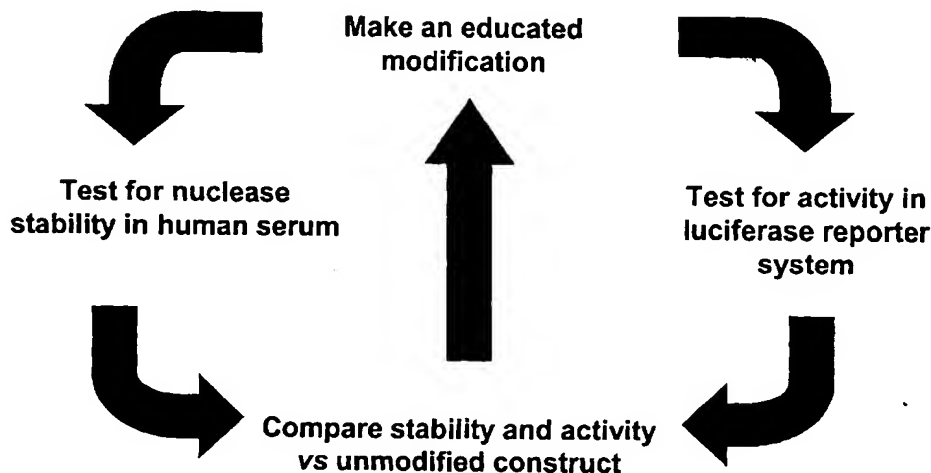 Make an educated
modification
Test for nuclease
stability in human serum
Test for activity in
luciferase reporter
system
Compare stability and activity
vs unmodified construct